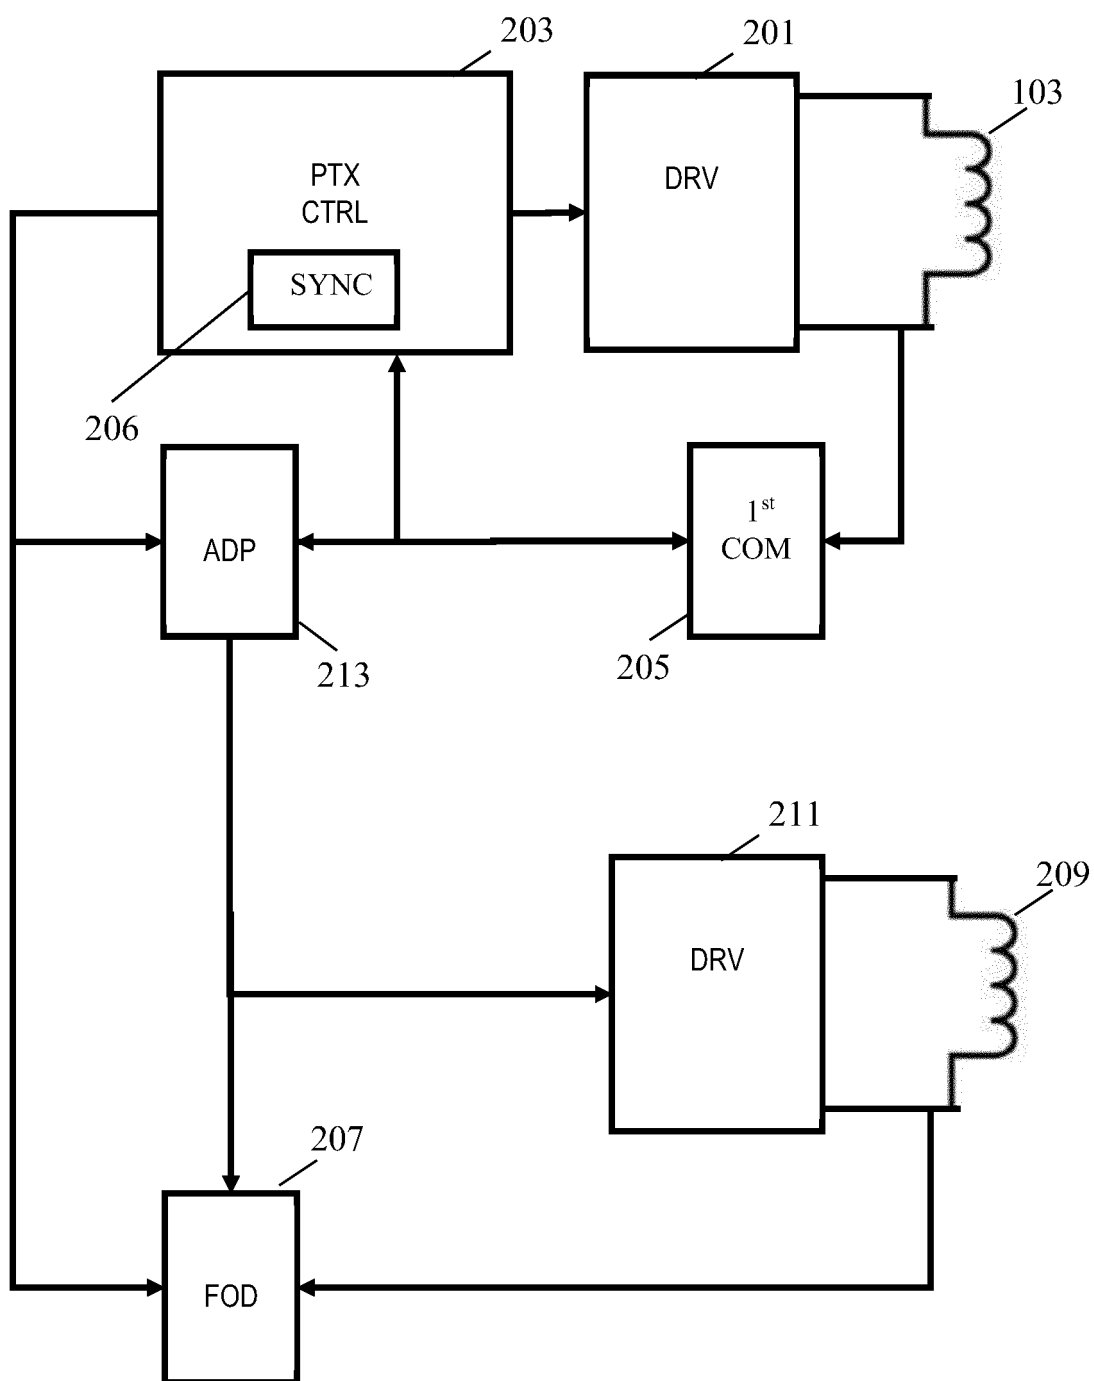 203
201
103
PTX
CTRL
DRV
SYNC
206
1st
COM
ADP
213
205
211
209
DRV
207
FOD